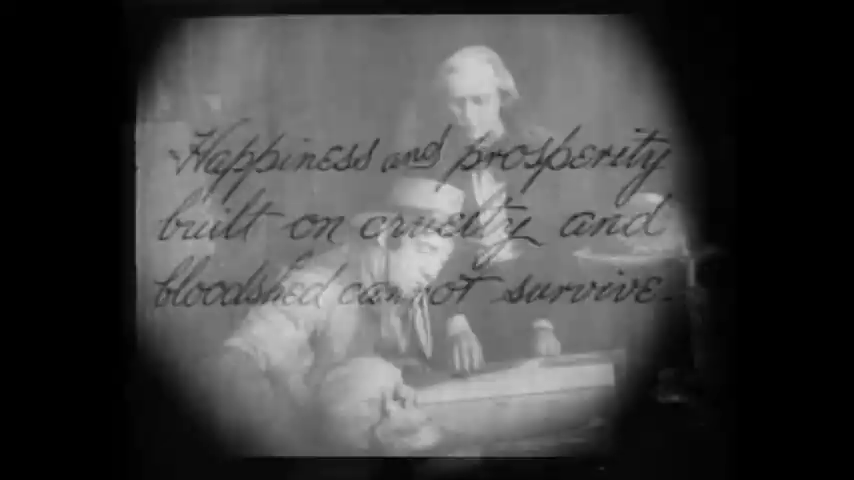 Happiness and prosperity
built on cruelty and
bloodshed cannot survive.